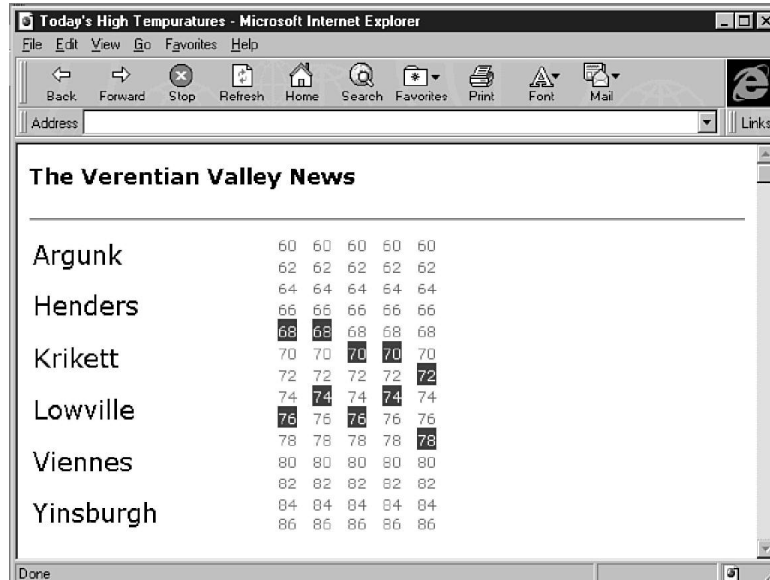 Today's High Tempuratures - Microsoft Internet Explorer
File Edit View Go Favorites Help
Back Forward Stop Refresh Home Search Favorites Print Font Mail
Address Links
The Verentian Valley News
Argunk
Henders
Krikett
Lowville
Viennes
Yinsburgh
60 60 60 60 60
62 62 62 62 62
64 64 64 64 64
66 66 66 66 66
68 68 68 68 68
70 70 70 70 70
72 72 72 72 72
74 74 74 74 74
76 76 76 76 76
78 78 78 78 78
80 80 80 80 80
82 82 82 82 82
84 84 84 84 84
86 86 86 86 86
Done